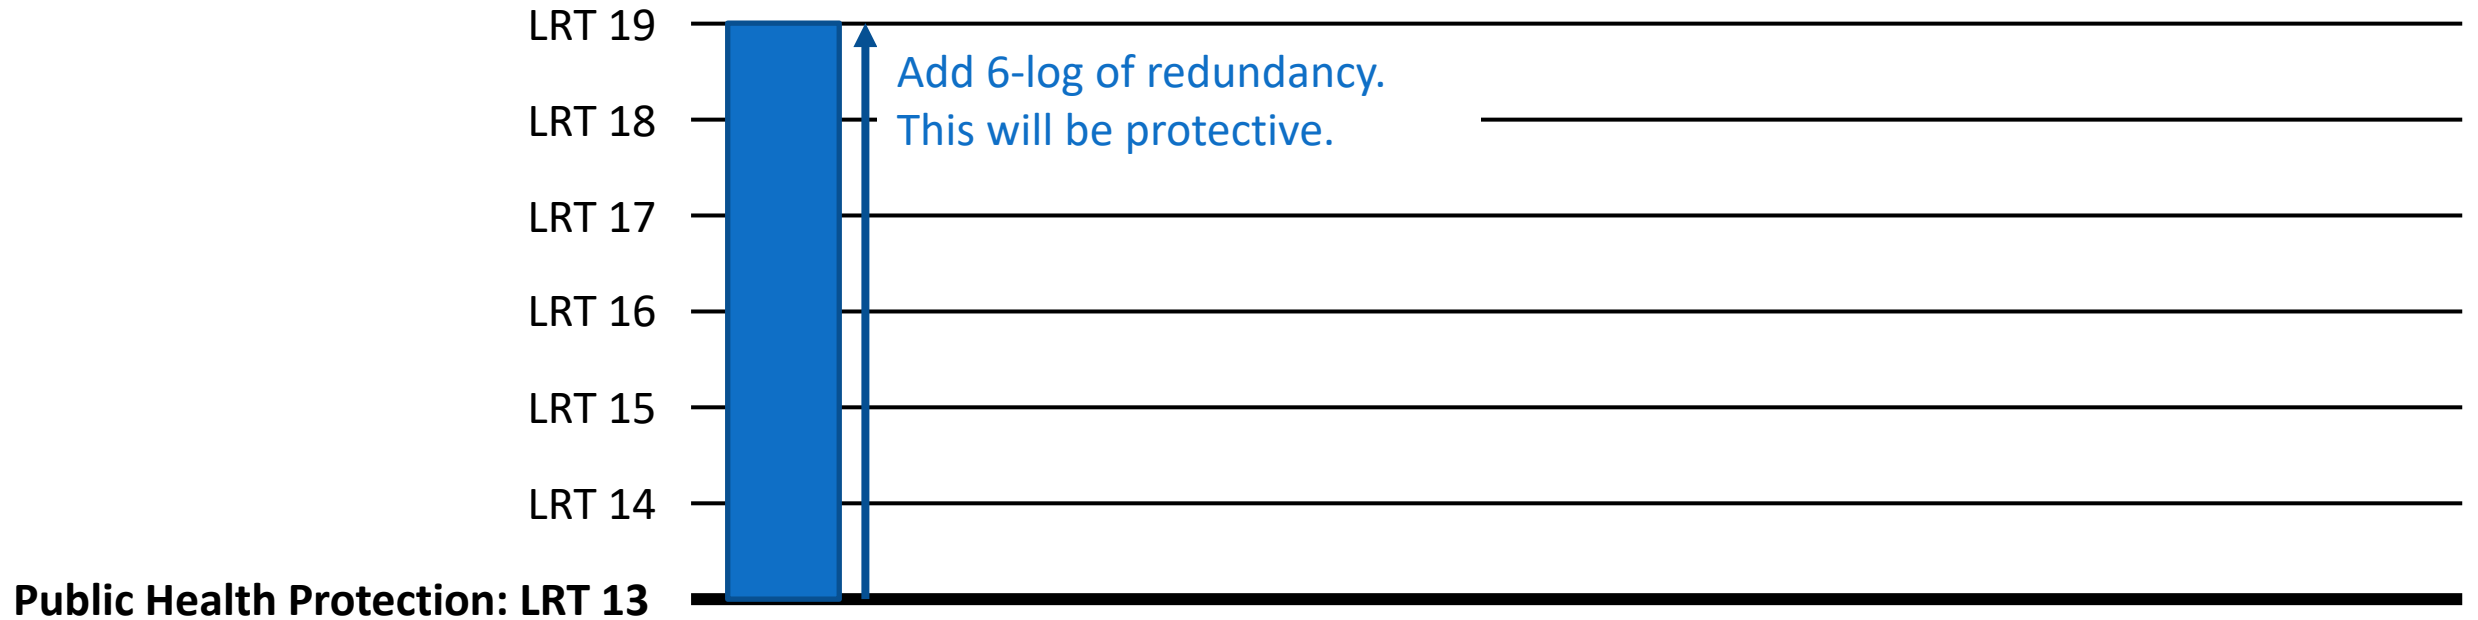 LRT 19
Add 6-log of redundancy.
LRT 18
This will be protective.
LRT 17
LRT 16
LRT 15
LRT 14
Public Health Protection: LRT 13